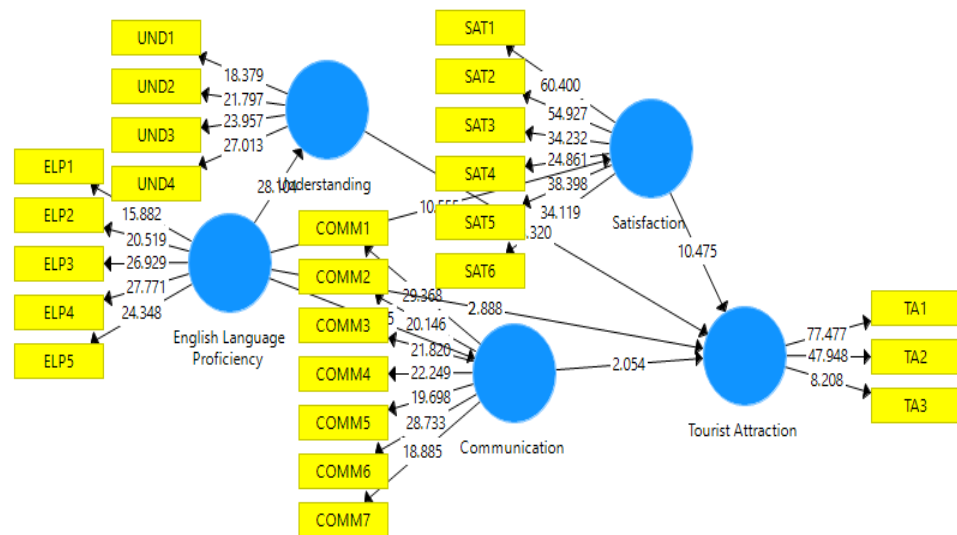 UND1
UND2
UND3
UND4
18.379
21.797
23.957
27.013
Understanding
SAT1
SAT2
SAT3
SAT4
SAT5
SAT6
60.400
54.927
34.232
24.861
38.398
34.119
Satisfaction
ELP1
ELP2
ELP3
ELP4
ELP5
15.882
20.519
26.929
27.771
24.348
English Language
Proficiency
10.475
2.888
2.054
COMM1
COMM2
COMM3
COMM4
COMM5
COMM6
COMM7
29.368
20.146
21.820
22.249
19.698
28.733
18.885
Communication
TA1
TA2
TA3
77.477
47.948
8.208
Tourist Attraction